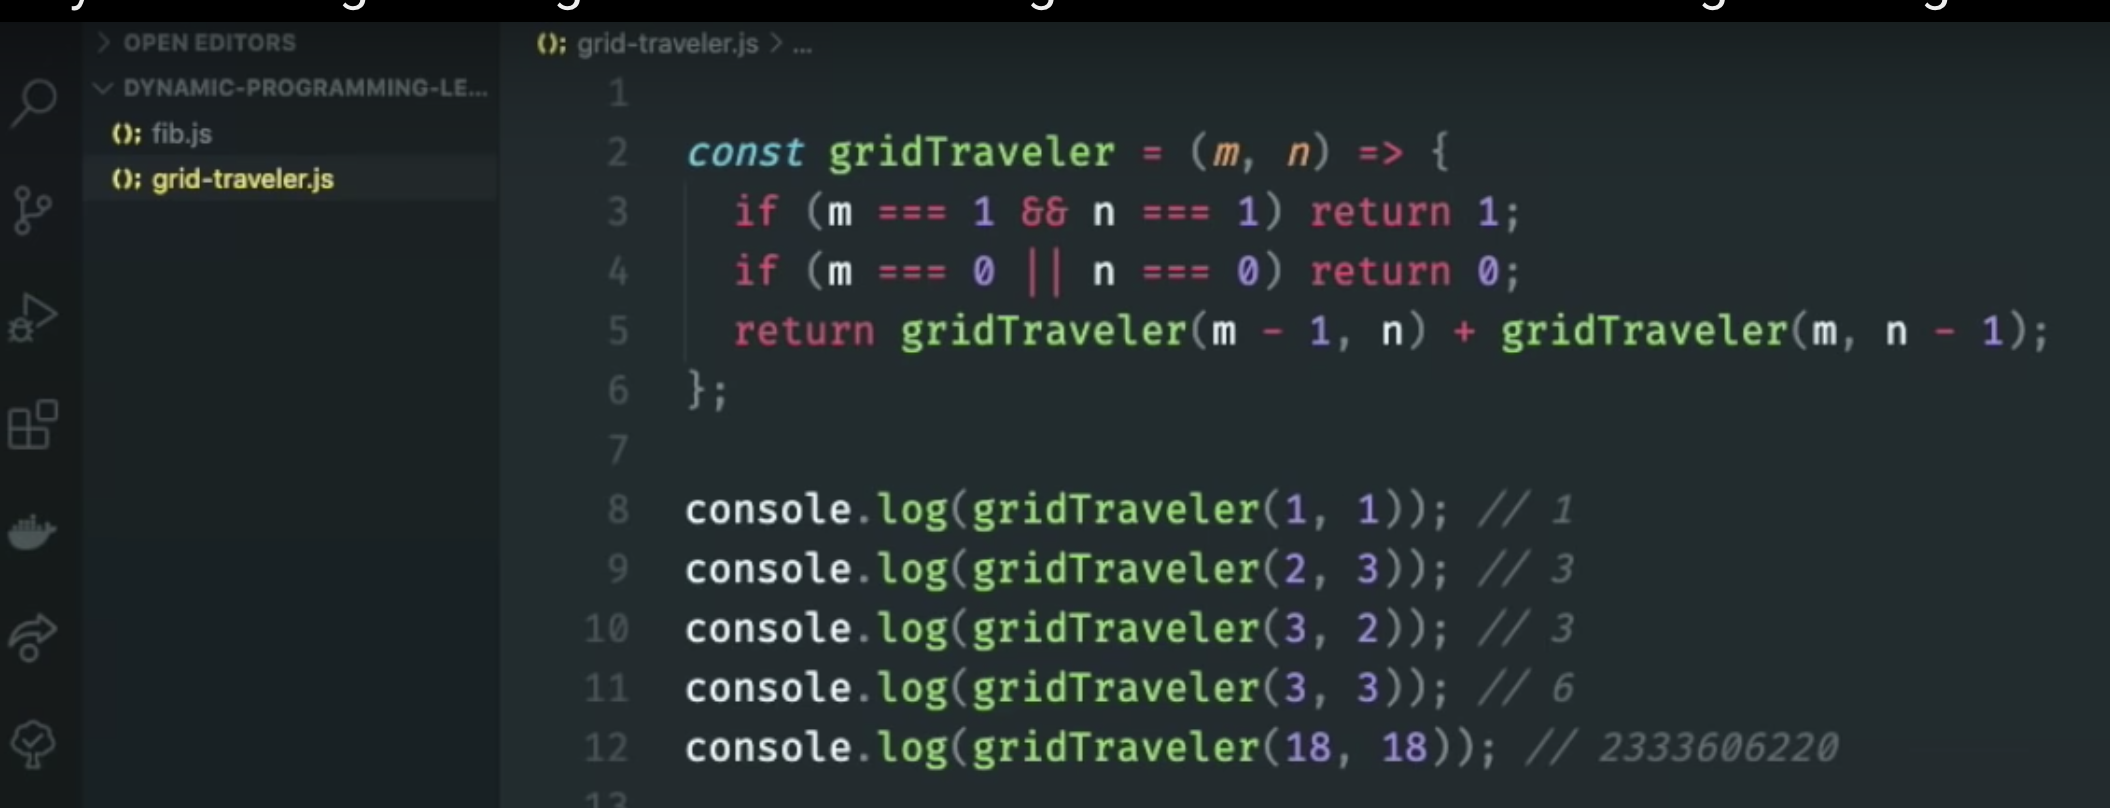 OPEN EDITORS
DYNAMIC-PROGRAMMING-LE...
(); fib.js
(); grid-traveler.js
(); grid-traveler.js > ...
1
2 const gridTraveler = (m, n) => {
3 if (m === 1 && n === 1) return 1;
4 if (m === 0 || n === 0) return 0;
5 return gridTraveler(m - 1, n) + gridTraveler(m, n - 1);
6 };
7
8 console.log(gridTraveler(1, 1)); // 1
9 console.log(gridTraveler(2, 3)); // 3
10 console.log(gridTraveler(3, 2)); // 3
11 console.log(gridTraveler(3, 3)); // 6
12 console.log(gridTraveler(18, 18)); // 2333606220
13